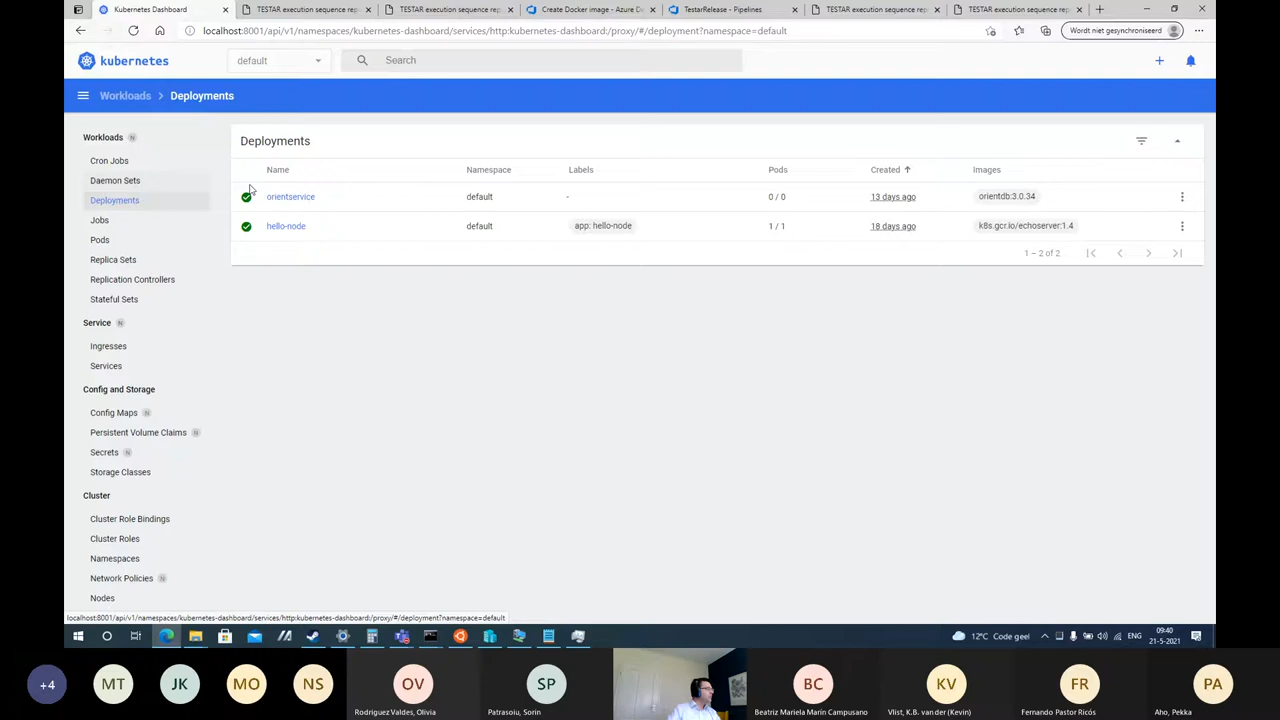 Kubernetes Dashboard
TESTAR execution sequence rep
TESTAR execution sequence rep
Create Docker image - Azure De
TestarRelease - Pipelines
TESTAR execution sequence rep
TESTAR execution sequence rep
localhost:8001/api/v1/namespaces/kubernetes-dashboard/services/http:kubernetes-dashboard:/proxy/#/deployment?namespace=default
Wordt niet gesynchroniseerd
kubernetes
default
Search
Workloads > Deployments
Workloads N
Cron Jobs
Daemon Sets
Deployments
Jobs
Pods
Replica Sets
Replication Controllers
Stateful Sets
Service N
Ingresses
Services
Config and Storage
Config Maps N
Persistent Volume Claims N
Secrets N
Storage Classes
Cluster
Cluster Role Bindings
Cluster Roles
Namespaces
Network Policies N
Nodes
Deployments
Name Namespace Labels Pods Created Images
orientservice default - 0 / 0 13 days ago orientdb:3.0.34
hello-node default app: hello-node 1 / 1 18 days ago k8s.gcr.io/echoserver:1.4
1 – 2 of 2
localhost:8001/api/v1/namespaces/kubernetes-dashboard/services/http:kubernetes-dashboard:/proxy/#/deployment?namespace=default
12°C Code geel
ENG
09:40
21-5-2021
+4
MT
JK
MO
NS
OV
SP
BC
KV
FR
PA
Rodriguez Valdes, Olivia
Patrasoiu, Sorin
Beatriz Mariela Marín Campusano
Vlist, K.B. van der (Kevin)
Fernando Pastor Ricós
Aho, Pekka